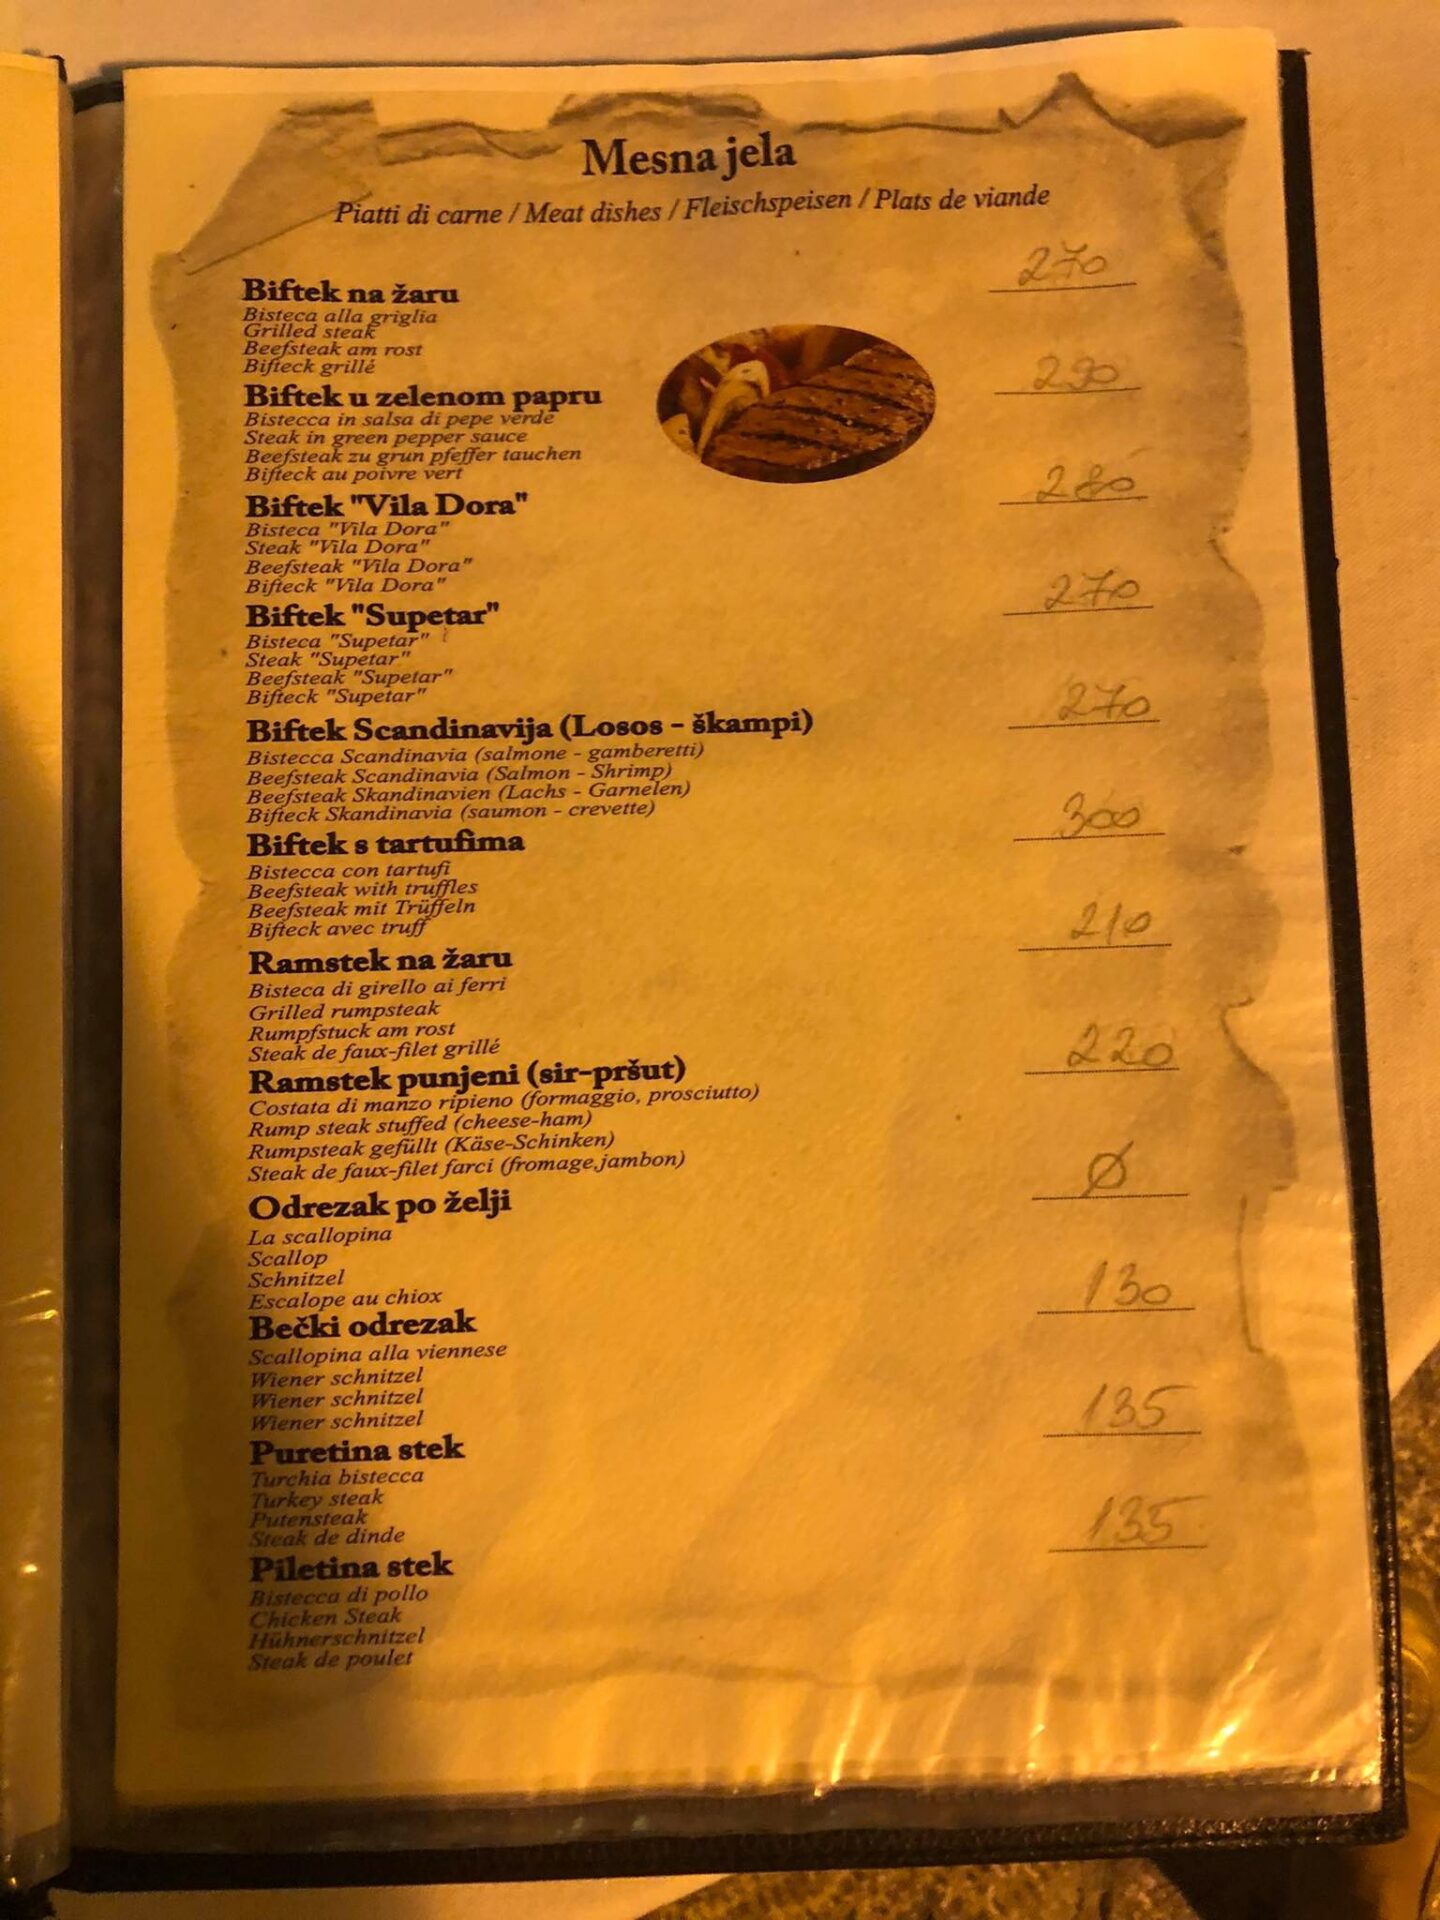 Mesna jela
Piatti di carne / Meat dishes / Fleischspeisen / Plats de viande
270
Biftek na žaru
Bisteca alla griglia
Grilled steak
Beefsteak am rost
Bifteck grillé
290
Biftek u zelenom papru
Bistecca in salsa di pepe verde
Steak in green pepper sauce
Beefsteak zu grun pfeffer tauchen
Bifteck au poivre vert
280
Biftek "Vila Dora"
Bisteca "Vila Dora"
Steak "Vila Dora"
Beefsteak "Vila Dora"
Bifteck "Vila Dora"
270
Biftek "Supetar"
Bisteca "Supetar"
Steak "Supetar"
Beefsteak "Supetar"
Bifteck "Supetar"
270
Biftek Scandinavija (Losos - škampi)
Bistecca Scandinavia (salmone - gamberetti)
Beefsteak Scandinavia (Salmon - Shrimp)
Beefsteak Skandinavien (Lachs - Garnelen)
Bifteck Skandinavia (saumon - crevette)
300
Biftek s tartufima
Bistecca con tartufi
Beefsteak with truffles
Beefsteak mit Trüffeln
Bifteck avec truff
210
Ramstek na žaru
Bisteca di girello ai ferri
Grilled rumpsteak
Rumpfstuck am rost
Steak de faux-filet grillé
220
Ramstek punjeni (sir-pršut)
Costata di manzo ripieno (formaggio, prosciutto)
Rump steak stuffed (cheese-ham)
Rumpsteak gefüllt (Käse-Schinken)
Steak de faux-filet farci (fromage,jambon)
Ø
Odrezak po želji
La scallopina
Scallop
Schnitzel
Escalope au chiox
130
Bečki odrezak
Scallopina alla viennese
Wiener schnitzel
Wiener schnitzel
Wiener schnitzel
135
Puretina stek
Turchia bistecca
Turkey steak
Putensteak
Steak de dinde
135
Piletina stek
Bistecca di pollo
Chicken Steak
Hühnerschnitzel
Steak de poulet